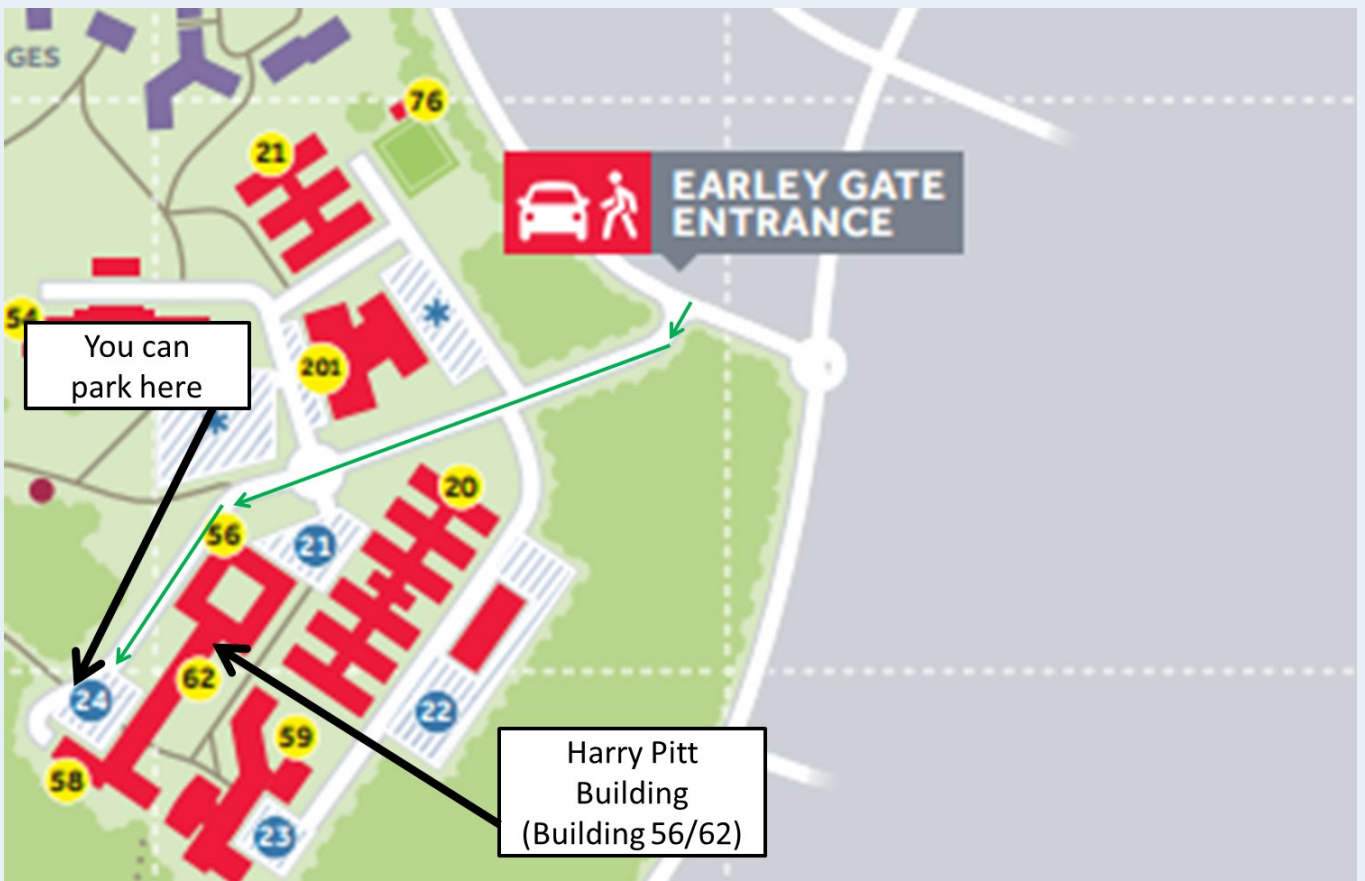 GES
76
21
EARLEY GATE
ENTRANCE
54
You can
park here
201
20
56
21
62
24
22
59
58
23
Harry Pitt
Building
(Building 56/62)